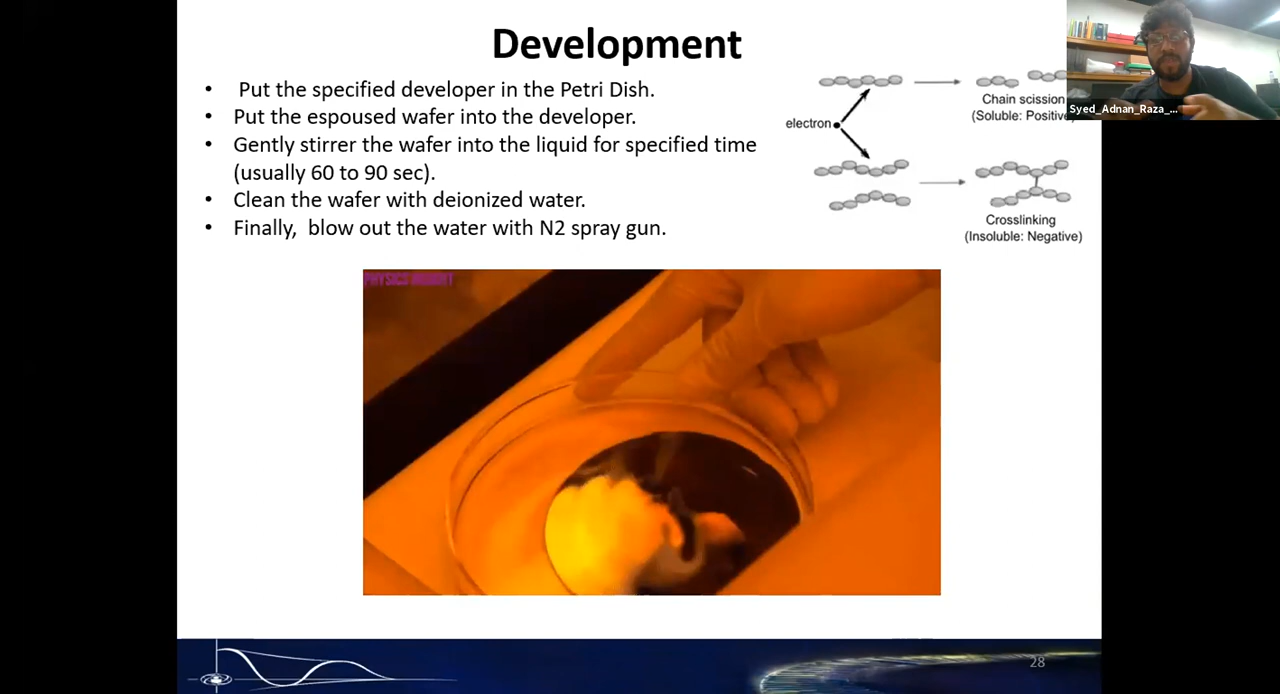 Development
• Put the specified developer in the Petri Dish.
• Put the espoused wafer into the developer.
• Gently stirrer the wafer into the liquid for specified time
(usually 60 to 90 sec).
• Clean the wafer with deionized water.
• Finally, blow out the water with N2 spray gun.
electron
Chain scission
(Soluble: Positive
Crosslinking
(Insoluble: Negative)
Syed_Adnan_Raza_...
PHYSICS INSIGHT
28